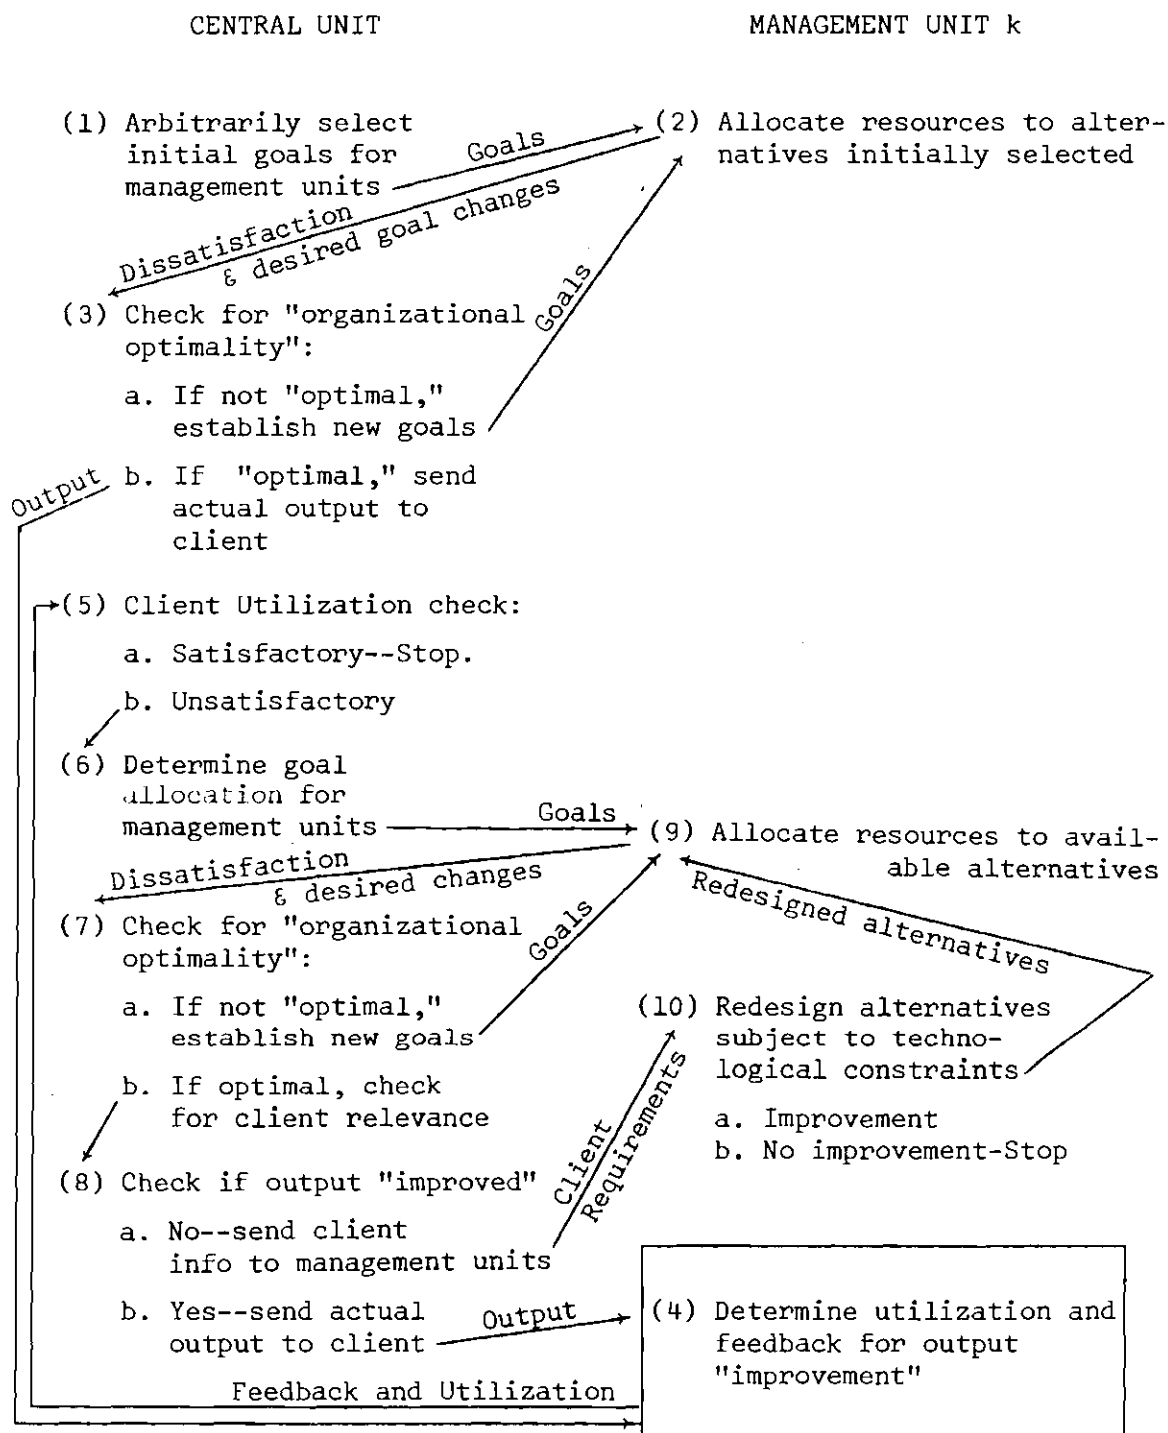 CENTRAL UNIT
MANAGEMENT UNIT k
(1) Arbitrarily select
initial goals for
management units
Goals
(2) Allocate resources to alter-
natives initially selected
Dissatisfaction
& desired goal changes
(3) Check for "organizational
optimality":
Goals
a. If not "optimal,"
establish new goals
Output
b. If "optimal," send
actual output to
client
(5) Client Utilization check:
a. Satisfactory--Stop.
b. Unsatisfactory
(6) Determine goal
allocation for
management units
Goals
(9) Allocate resources to avail-
able alternatives
Dissatisfaction
& desired changes
Redesigned alternatives
(7) Check for "organizational
optimality":
Goals
a. If not "optimal,"
establish new goals
b. If optimal, check
for client relevance
(10) Redesign alternatives
subject to techno-
logical constraints
a. Improvement
b. No improvement-Stop
Client
Requirements
(8) Check if output "improved"
a. No--send client
info to management units
b. Yes--send actual
output to client
Output
(4) Determine utilization and
feedback for output
"improvement"
Feedback and Utilization